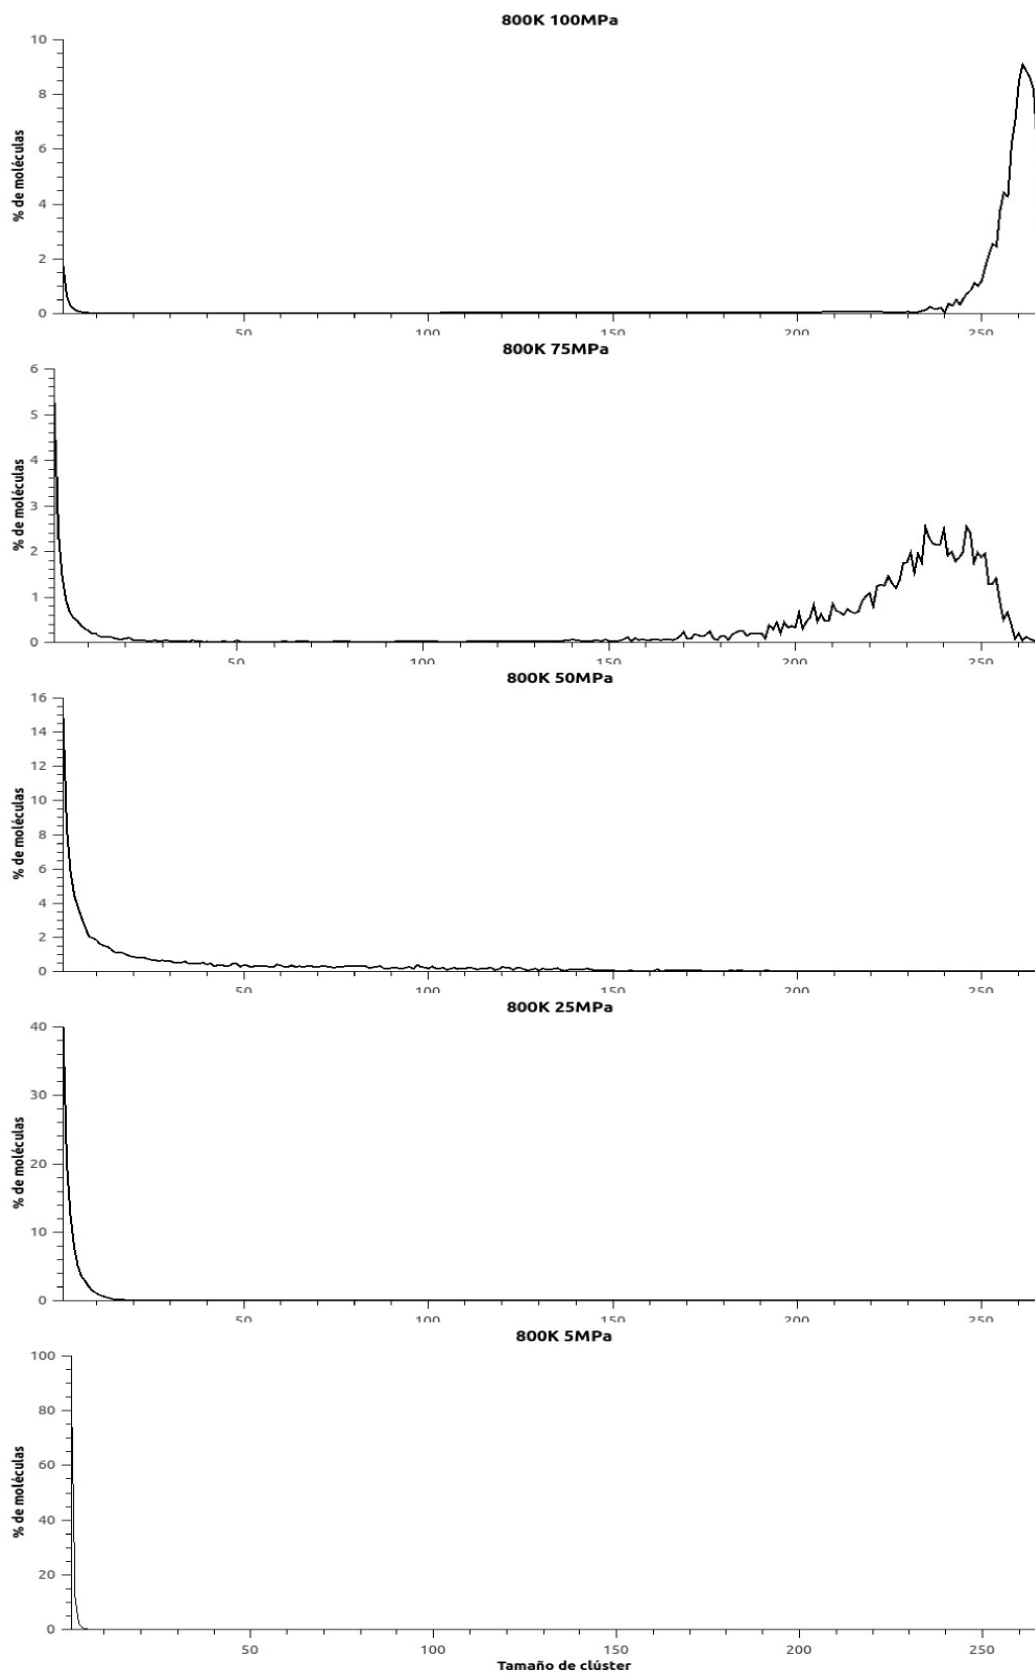 800K 100MPa
% de moléculas
10
8
6
4
2
0
50 100 150 200 250
800K 75MPa
% de moléculas
6
5
4
3
2
1
0
50 100 150 200 250
800K 50MPa
% de moléculas
16
14
12
10
8
6
4
2
0
50 100 150 200 250
800K 25MPa
% de moléculas
40
30
20
10
0
50 100 150 200 250
800K 5MPa
% de moléculas
100
80
60
40
20
0
50 100 150 200 250
Tamaño de clúster